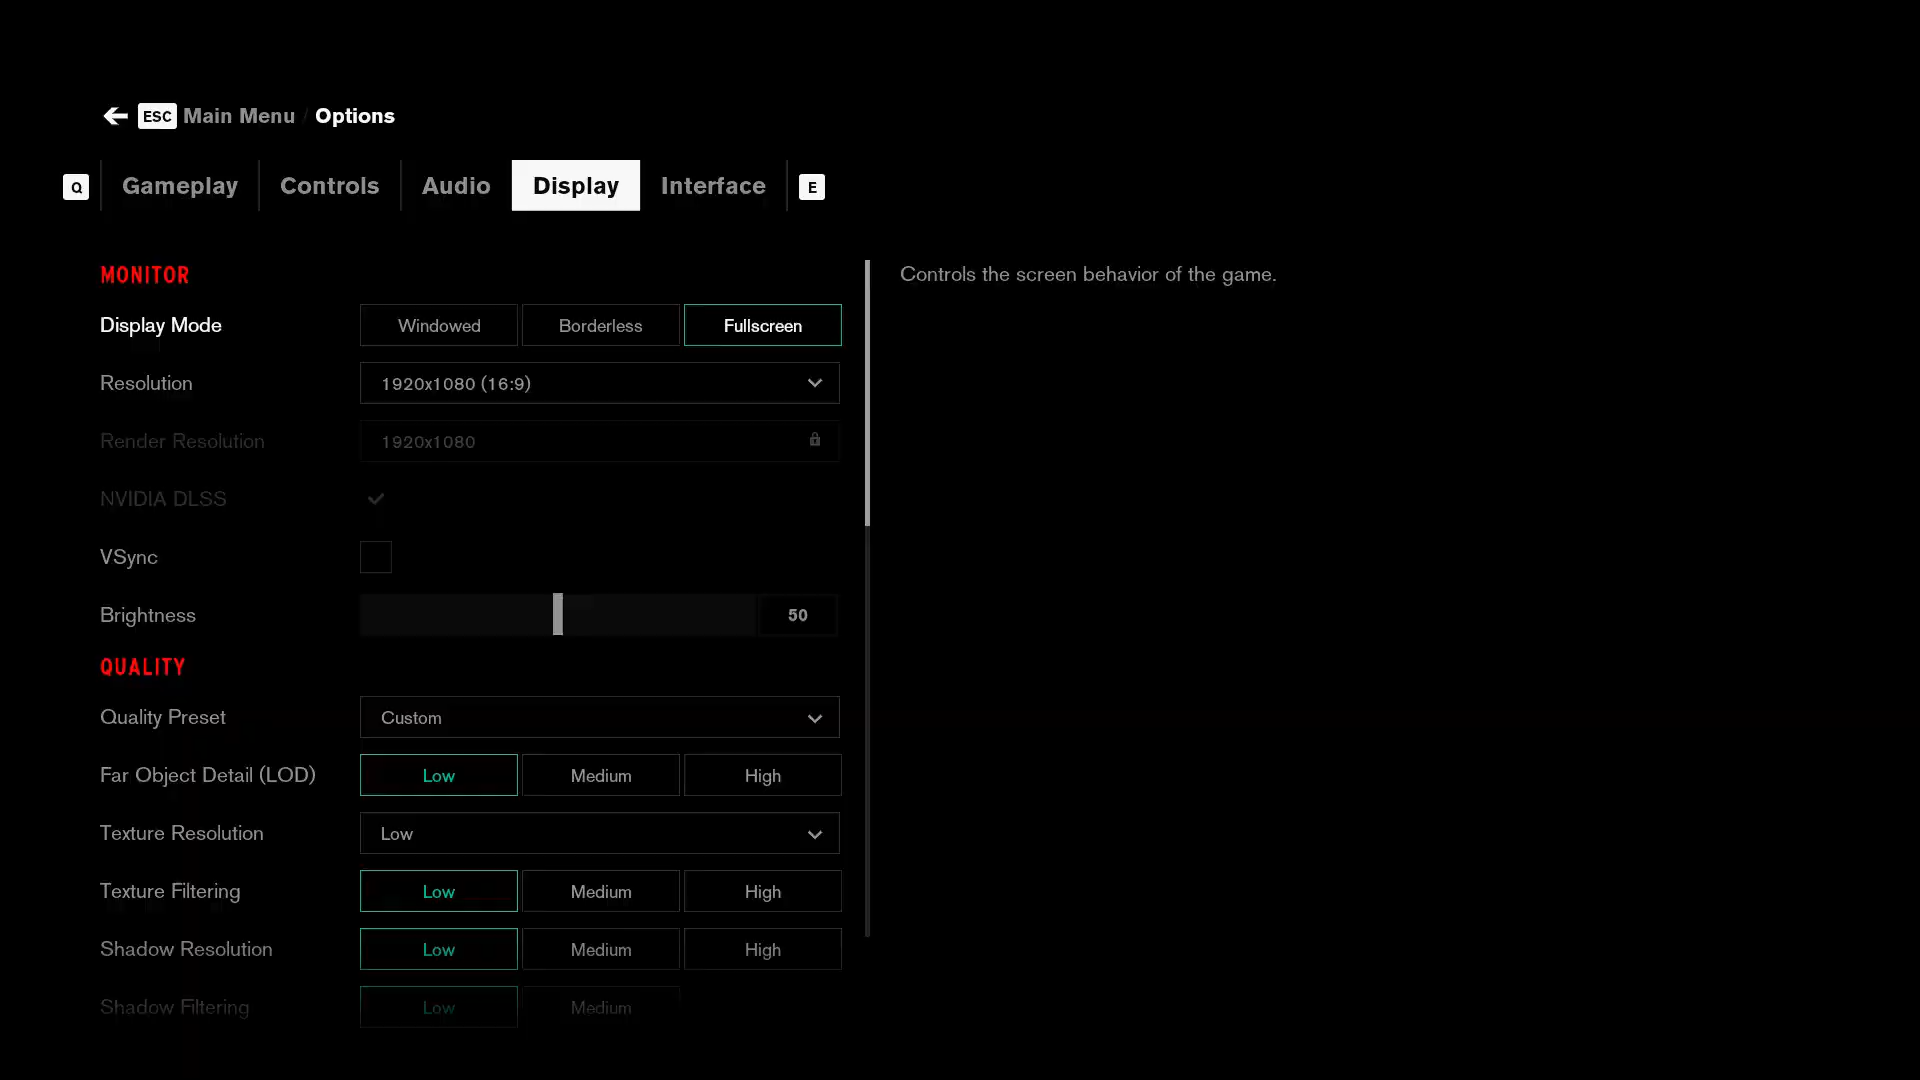 ESC Main Menu / Options
Q Gameplay Controls Audio Display Interface E
MONITOR
Controls the screen behavior of the game.
Display Mode Windowed Borderless Fullscreen
Resolution 1920x1080 (16:9)
Render Resolution 1920x1080
NVIDIA DLSS
VSync
Brightness 50
QUALITY
Quality Preset Custom
Far Object Detail (LOD) Low Medium High
Texture Resolution Low
Texture Filtering Low Medium High
Shadow Resolution Low Medium High
Shadow Filtering Low Medium